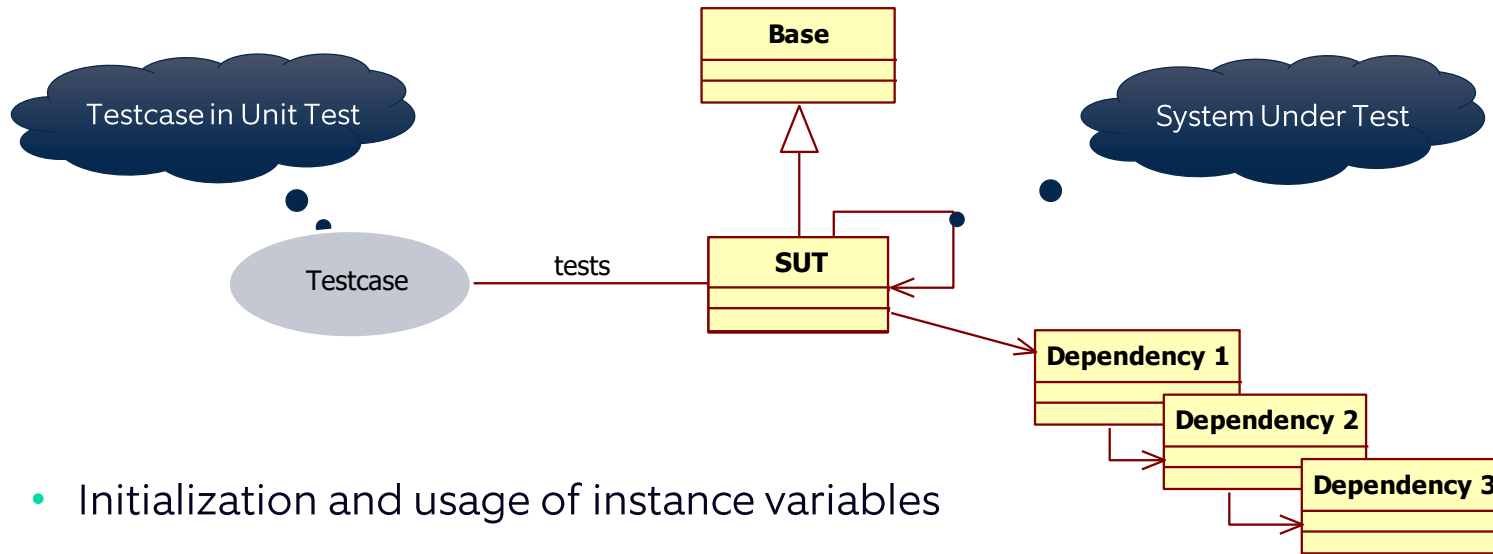 Base
Testcase in Unit Test
System Under Test
SUT
tests
Testcase
Dependency 1
Dependency 2
Dependency 3
• Initialization and usage of instance variables